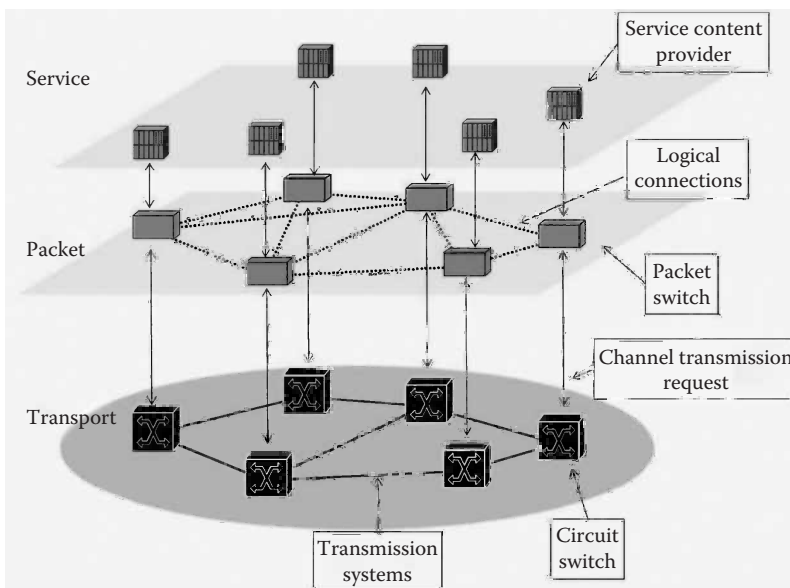 Service content
provider
Service
Logical
connections
Packet
Packet
switch
Channel transmission
request
Transport
Circuit
switch
Transmission
systems